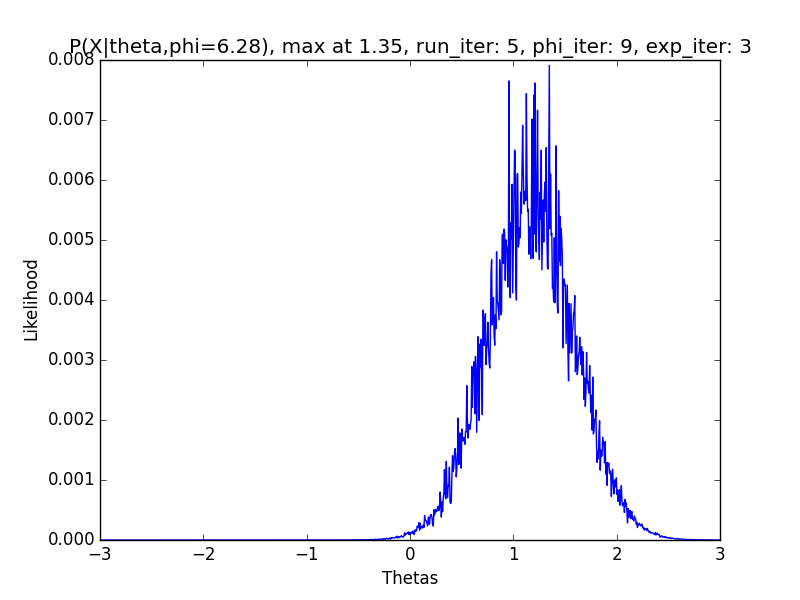 P(X|theta,phi=6.28), max at 1.35, run_iter: 5, phi_iter: 9, exp_iter: 3
0.008
0.007
0.006
0.005
0.004
0.003
0.002
0.001
0.000
Likelihood
−3 −2 −1 0 1 2 3
Thetas